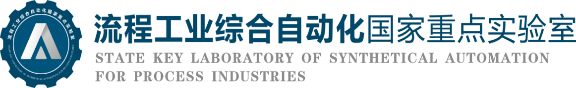 流程工业综合自动化国家重点实验室
STATE KEY LABORATORY OF SYNTHETICAL AUTOMATION
FOR PROCESS INDUSTRIES